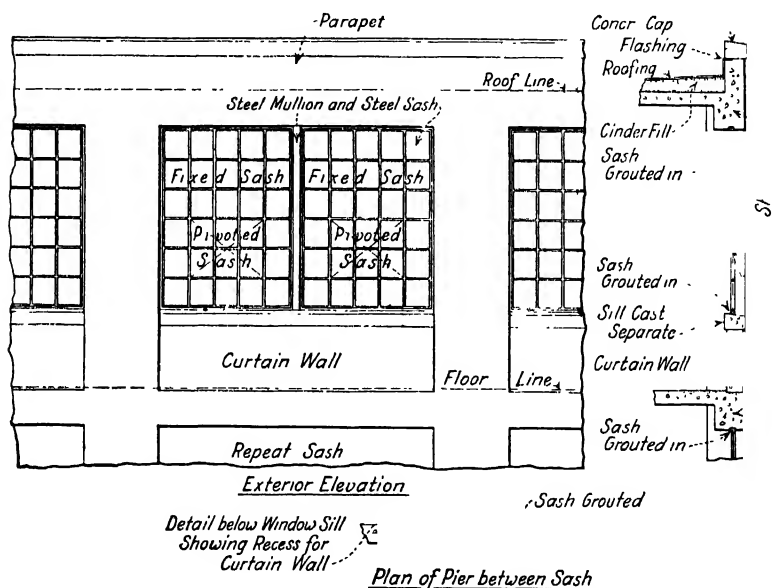 Parapet
Roof Line
Steel Mullion and Steel Sash
Fixed Sash
Fixed Sash
Pivoted
Sash
Pivoted
Sash
Curtain Wall
Floor Line
Repeat Sash
Exterior Elevation
Concr Cap
Flashing
Roofing
Cinder Fill
Sash
Grouted in
St
Sash
Grouted in
Sill Cast
Separate
Curtain Wall
Sash
Grouted in
Sash Grouted
Detail below Window Sill
Showing Recess for
Curtain Wall
Plan of Pier between Sash